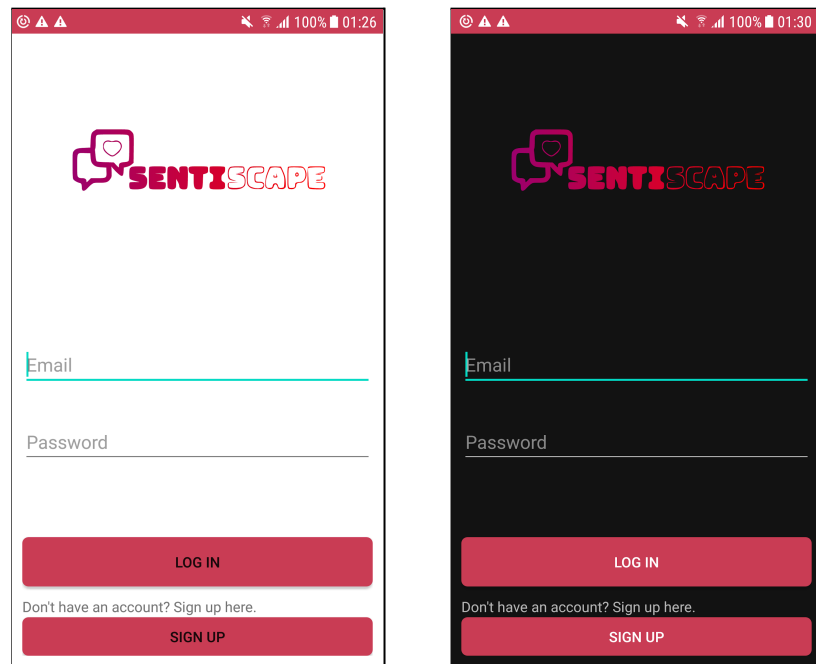 100% 01:26
SENTISCAPE
Email
Password
LOG IN
Don't have an account? Sign up here.
SIGN UP
100% 01:30
SENTISCAPE
Email
Password
LOG IN
Don't have an account? Sign up here.
SIGN UP